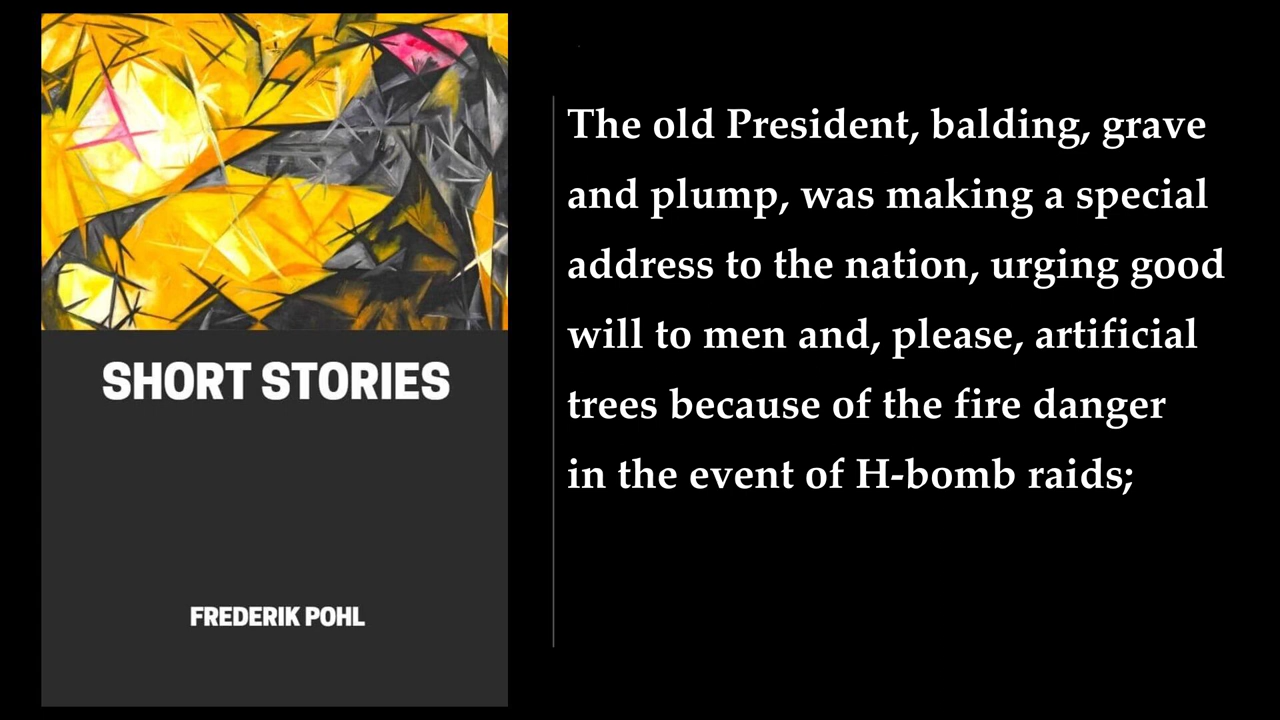 SHORT STORIES
FREDERIK POHL
The old President, balding, grave
and plump, was making a special
address to the nation, urging good
will to men and, please, artificial
trees because of the fire danger
in the event of H-bomb raids;